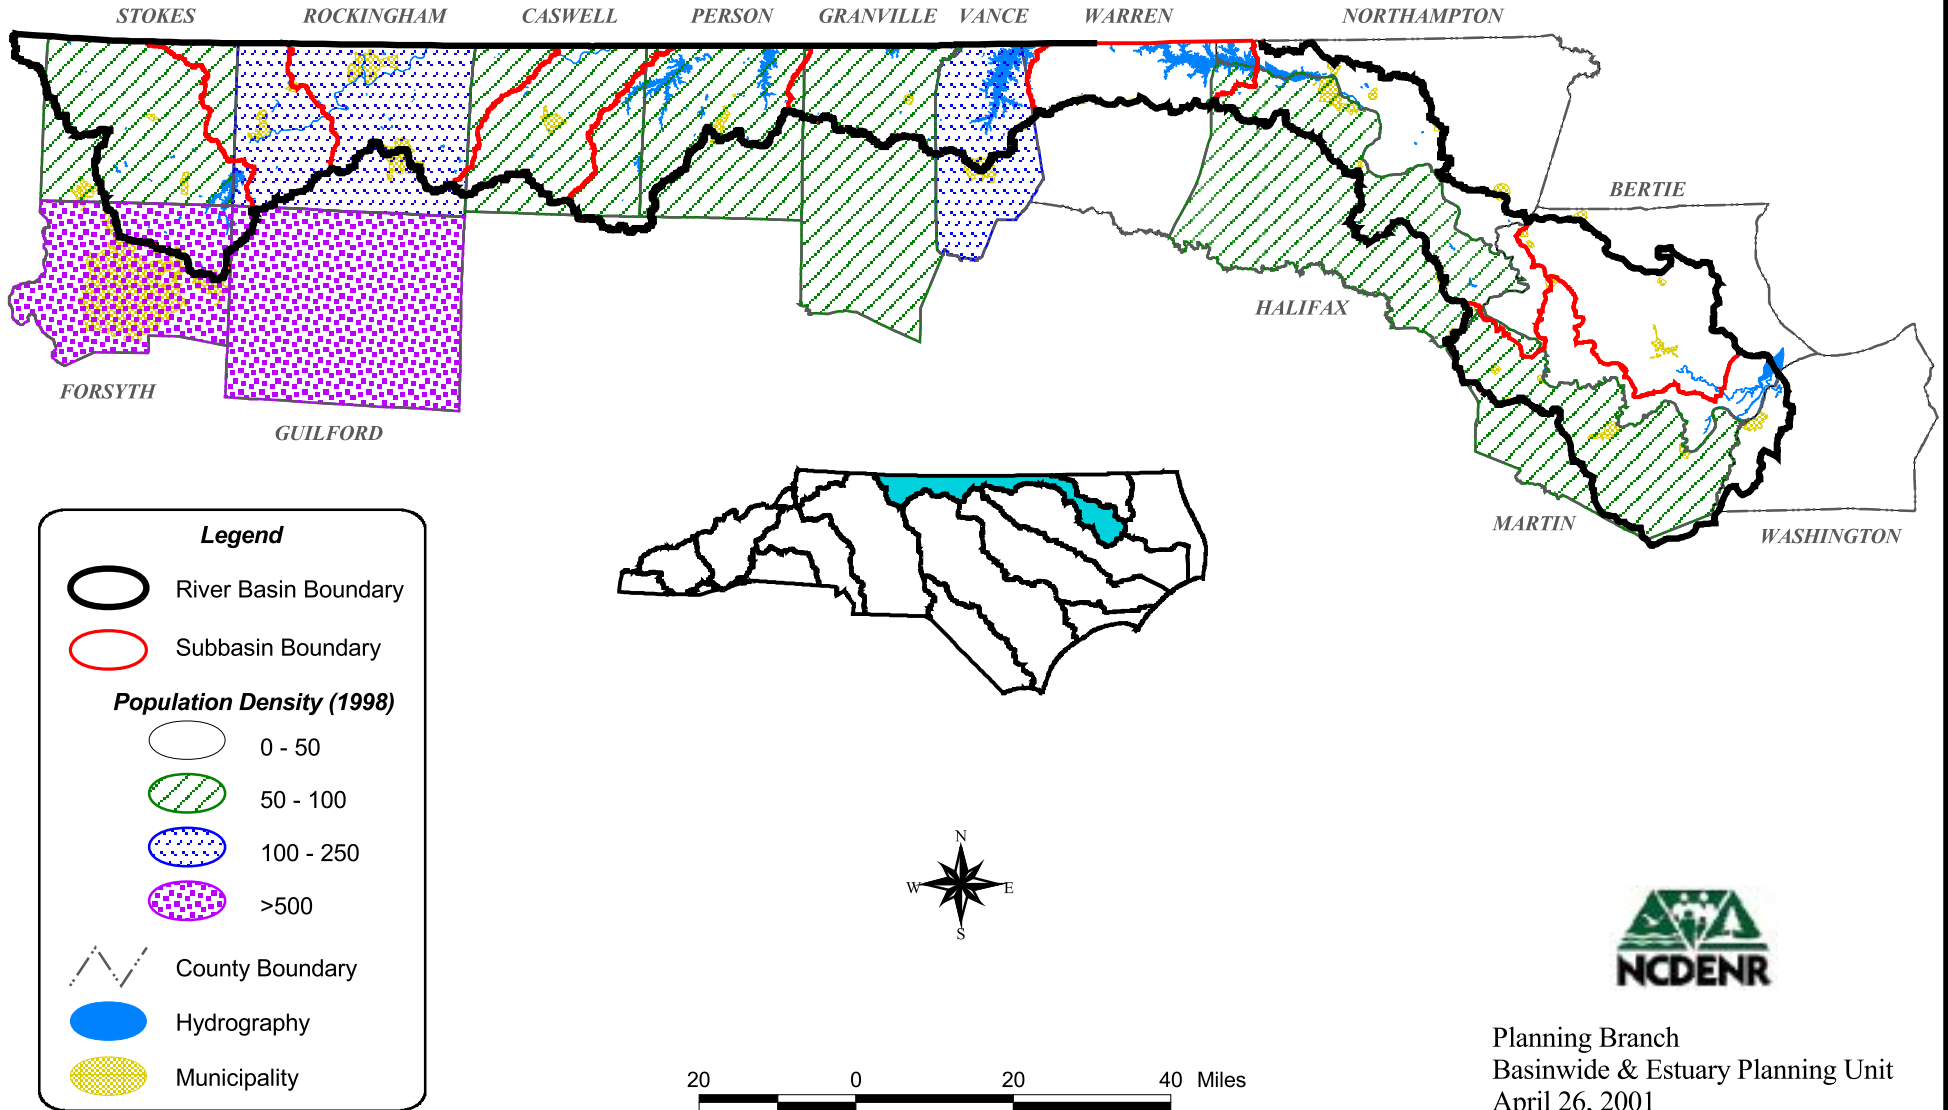 STOKES
ROCKINGHAM
CASWELL
PERSON
GRANVILLE
VANCE
WARREN
NORTHAMPTON
BERTIE
HALIFAX
FORSYTH
GUILFORD
MARTIN
WASHINGTON
Legend
River Basin Boundary
Subbasin Boundary
Population Density (1998)
0 - 50
50 - 100
100 - 250
>500
County Boundary
Hydrography
Municipality
N
W E
S
20 0 20 40 Miles
NCDENR
Planning Branch
Basinwide & Estuary Planning Unit
April 26, 2001